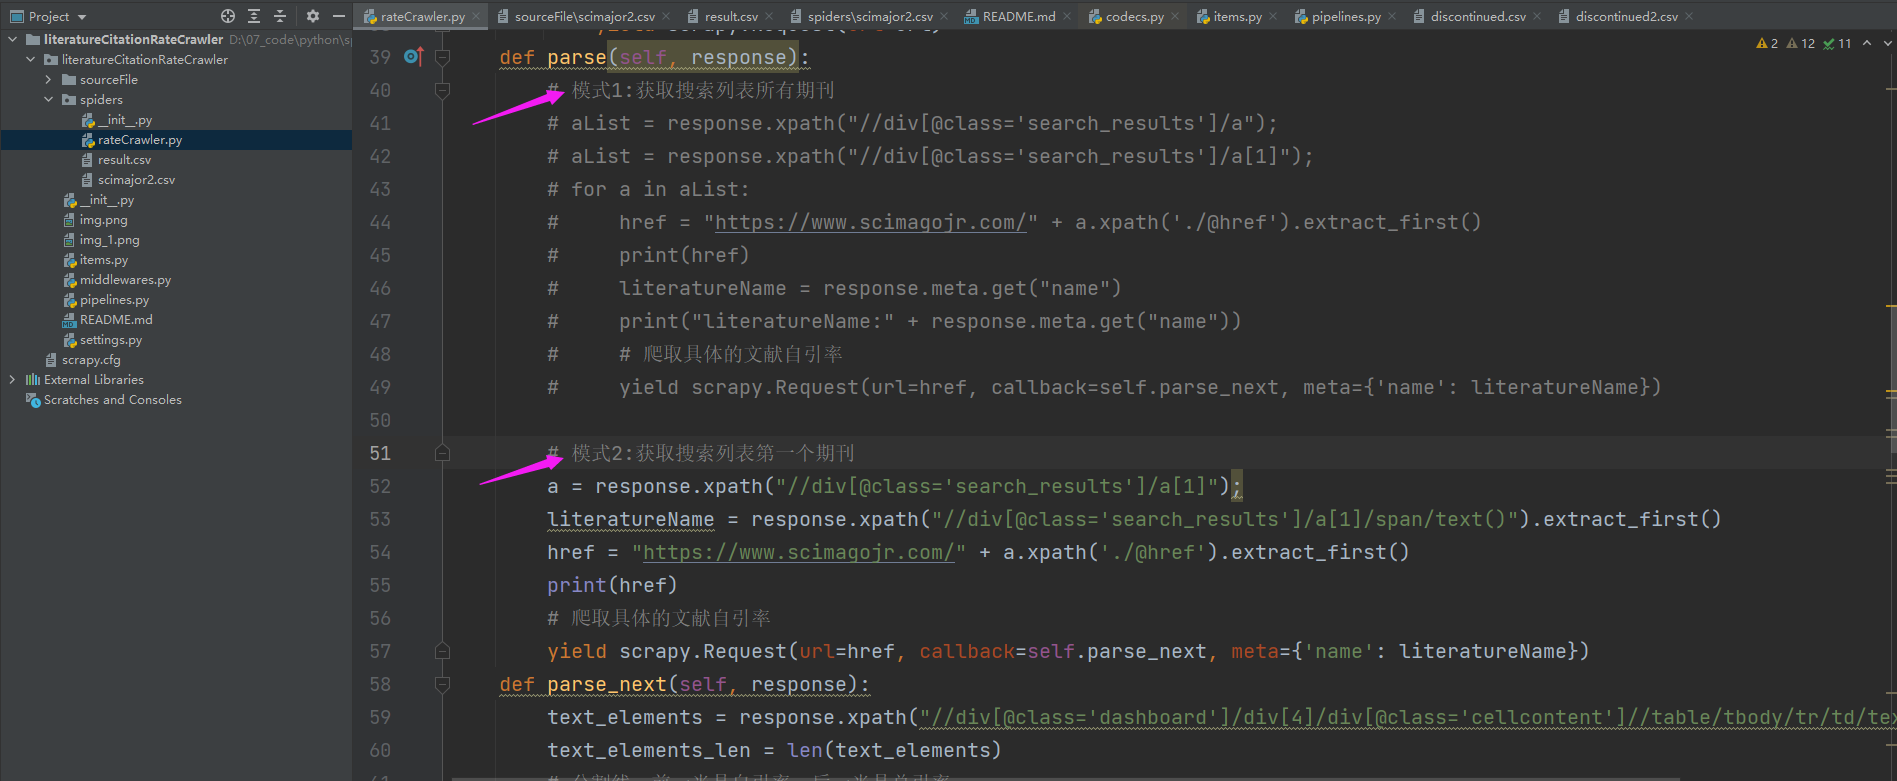 Project
rateCrawler.py
sourceFile\scimajor2.csv
result.csv
spiders\scimajor2.csv
README.md
codecs.py
items.py
pipelines.py
discontinued.csv
discontinued2.csv
literatureCitationRateCrawler D:\07_code\python\sp
literatureCitationRateCrawler
sourceFile
spiders
__init__.py
rateCrawler.py
result.csv
scimajor2.csv
__init__.py
img.png
img_1.png
items.py
middlewares.py
pipelines.py
README.md
settings.py
scrapy.cfg
External Libraries
Scratches and Consoles
2 12 11
39 def parse(self, response):
40 # 模式1:获取搜索列表所有期刊
41 # aList = response.xpath("//div[@class='search_results']/a");
42 # aList = response.xpath("//div[@class='search_results']/a[1]");
43 # for a in aList:
44 #     href = "https://www.scimagojr.com/" + a.xpath('./@href').extract_first()
45 #     print(href)
46 #     literatureName = response.meta.get("name")
47 #     print("literatureName:" + response.meta.get("name"))
48 #     # 爬取具体的文献自引率
49 #     yield scrapy.Request(url=href, callback=self.parse_next, meta={'name': literatureName})
50
51 # 模式2:获取搜索列表第一个期刊
52 a = response.xpath("//div[@class='search_results']/a[1]");
53 literatureName = response.xpath("//div[@class='search_results']/a[1]/span/text()").extract_first()
54 href = "https://www.scimagojr.com/" + a.xpath('./@href').extract_first()
55 print(href)
56 # 爬取具体的文献自引率
57 yield scrapy.Request(url=href, callback=self.parse_next, meta={'name': literatureName})
58 def parse_next(self, response):
59 text_elements = response.xpath("//div[@class='dashboard']/div[4]/div[@class='cellcontent']//table/tbody/tr/td/tex
60 text_elements_len = len(text_elements)